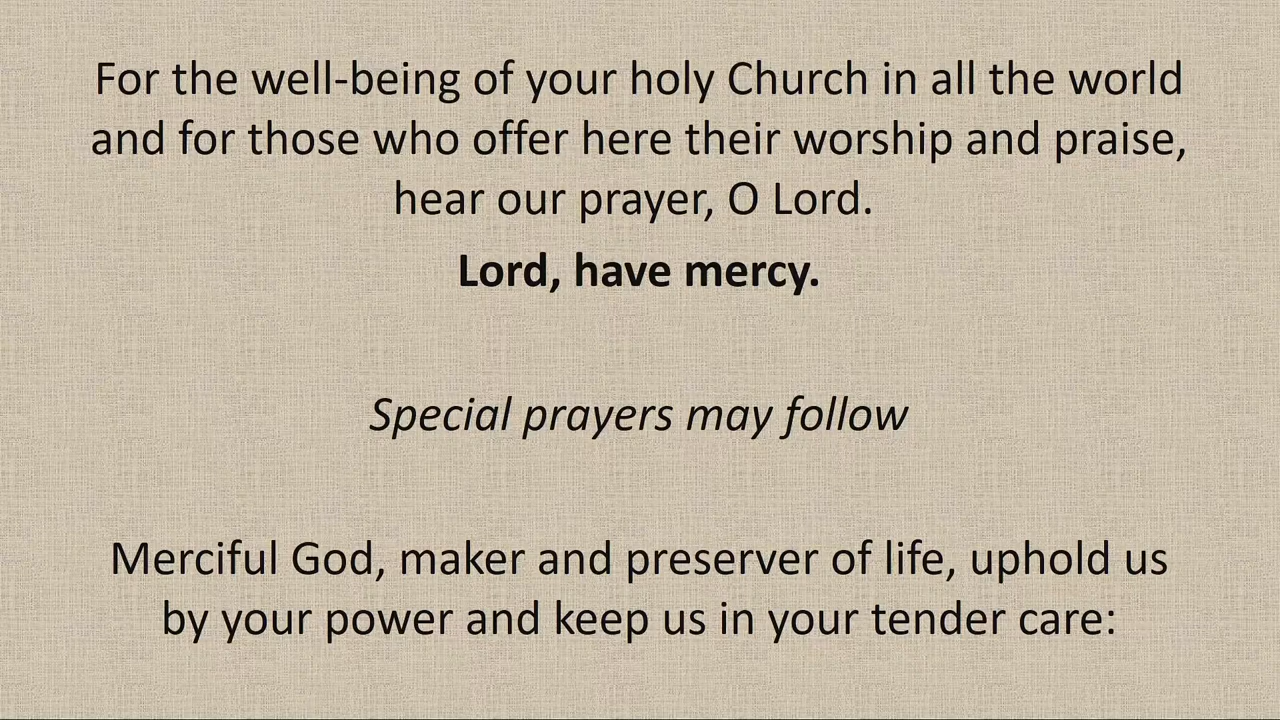 For the well-being of your holy Church in all the world
and for those who offer here their worship and praise,
hear our prayer, O Lord.
Lord, have mercy.
Special prayers may follow
Merciful God, maker and preserver of life, uphold us
by your power and keep us in your tender care: